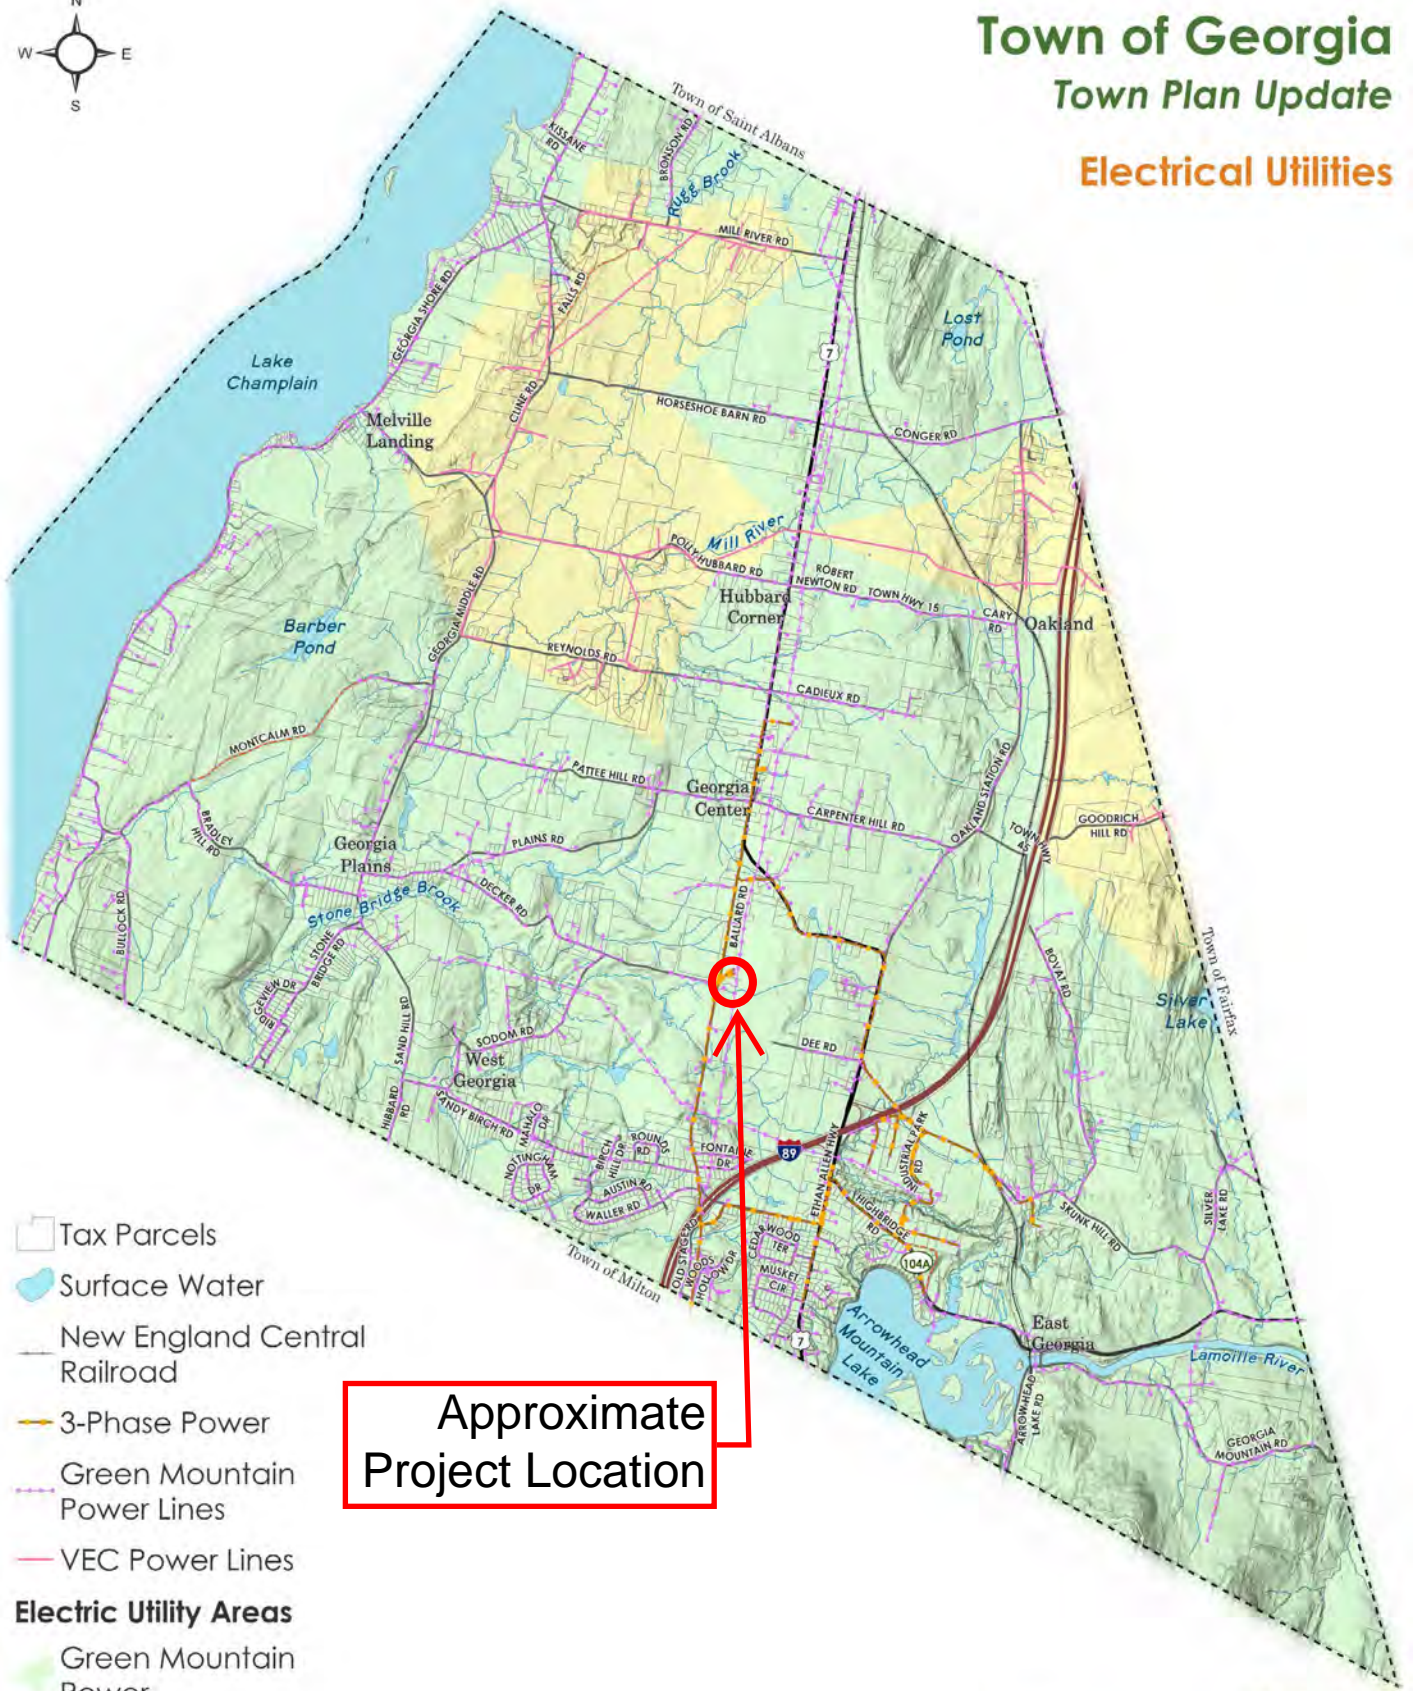 N
W
E
S
Town of Georgia
Town Plan Update
Electrical Utilities
Town of Saint Albans
KISSANE
RD
BRONSON RD
Rugg Brook
MILL RIVER RD
FALLS RD
GEORGIA SHORE RD
Lost
Pond
7
Lake
Champlain
CLINE RD
HORSESHOE BARN RD
CONGER RD
Melville
Landing
Mill River
POLLY HUBBARD RD
ROBERT
NEWTON RD
TOWN HWY 15
CARY
RD
Oakland
Hubbard
Corner
GEORGIA MIDDLE RD
Barber
Pond
REYNOLDS RD
CADIEUX RD
MONTCALM RD
PATTEE HILL RD
Georgia
Center
CARPENTER HILL RD
OAKLAND STATION RD
TOWN HWY
45
GOODRICH
HILL RD
BRADLEY
HILL RD
Georgia
Plains
PLAINS RD
DECKER RD
Stone Bridge Brook
BALLARD RD
BULLOCK RD
STONE
BRIDGE RD
RIDGEVIEW DR
BOVAT RD
Town of Fairfax
Silver
Lake
SAND HILL RD
SODOM RD
West
Georgia
DEE RD
HIBBARD
RD
SANDY BIRCH RD
MAHALO
DR
NOTTINGHAM
DR
BIRCH
HILL DR
ROUNDS
RD
AUSTIN RD
WALLER RD
FONTAINE
DR
89
ETHAN ALLEN HWY
INDUSTRIAL PARK
RD
HIGHBRIDGE
RD
104A
SKUNK HILL RD
SILVER
LAKE RD
Town of Milton
OLD STAGE RD
WOODS
HOLLOW DR
CEDARWOOD
TER
MUSKET
CIR
7
Arrowhead
Mountain
Lake
East
Georgia
Lamoille River
ARROWHEAD
LAKE RD
GEORGIA
MOUNTAIN RD
Approximate
Project Location
Tax Parcels
Surface Water
New England Central
Railroad
3-Phase Power
Green Mountain
Power Lines
VEC Power Lines
Electric Utility Areas
Green Mountain
Power